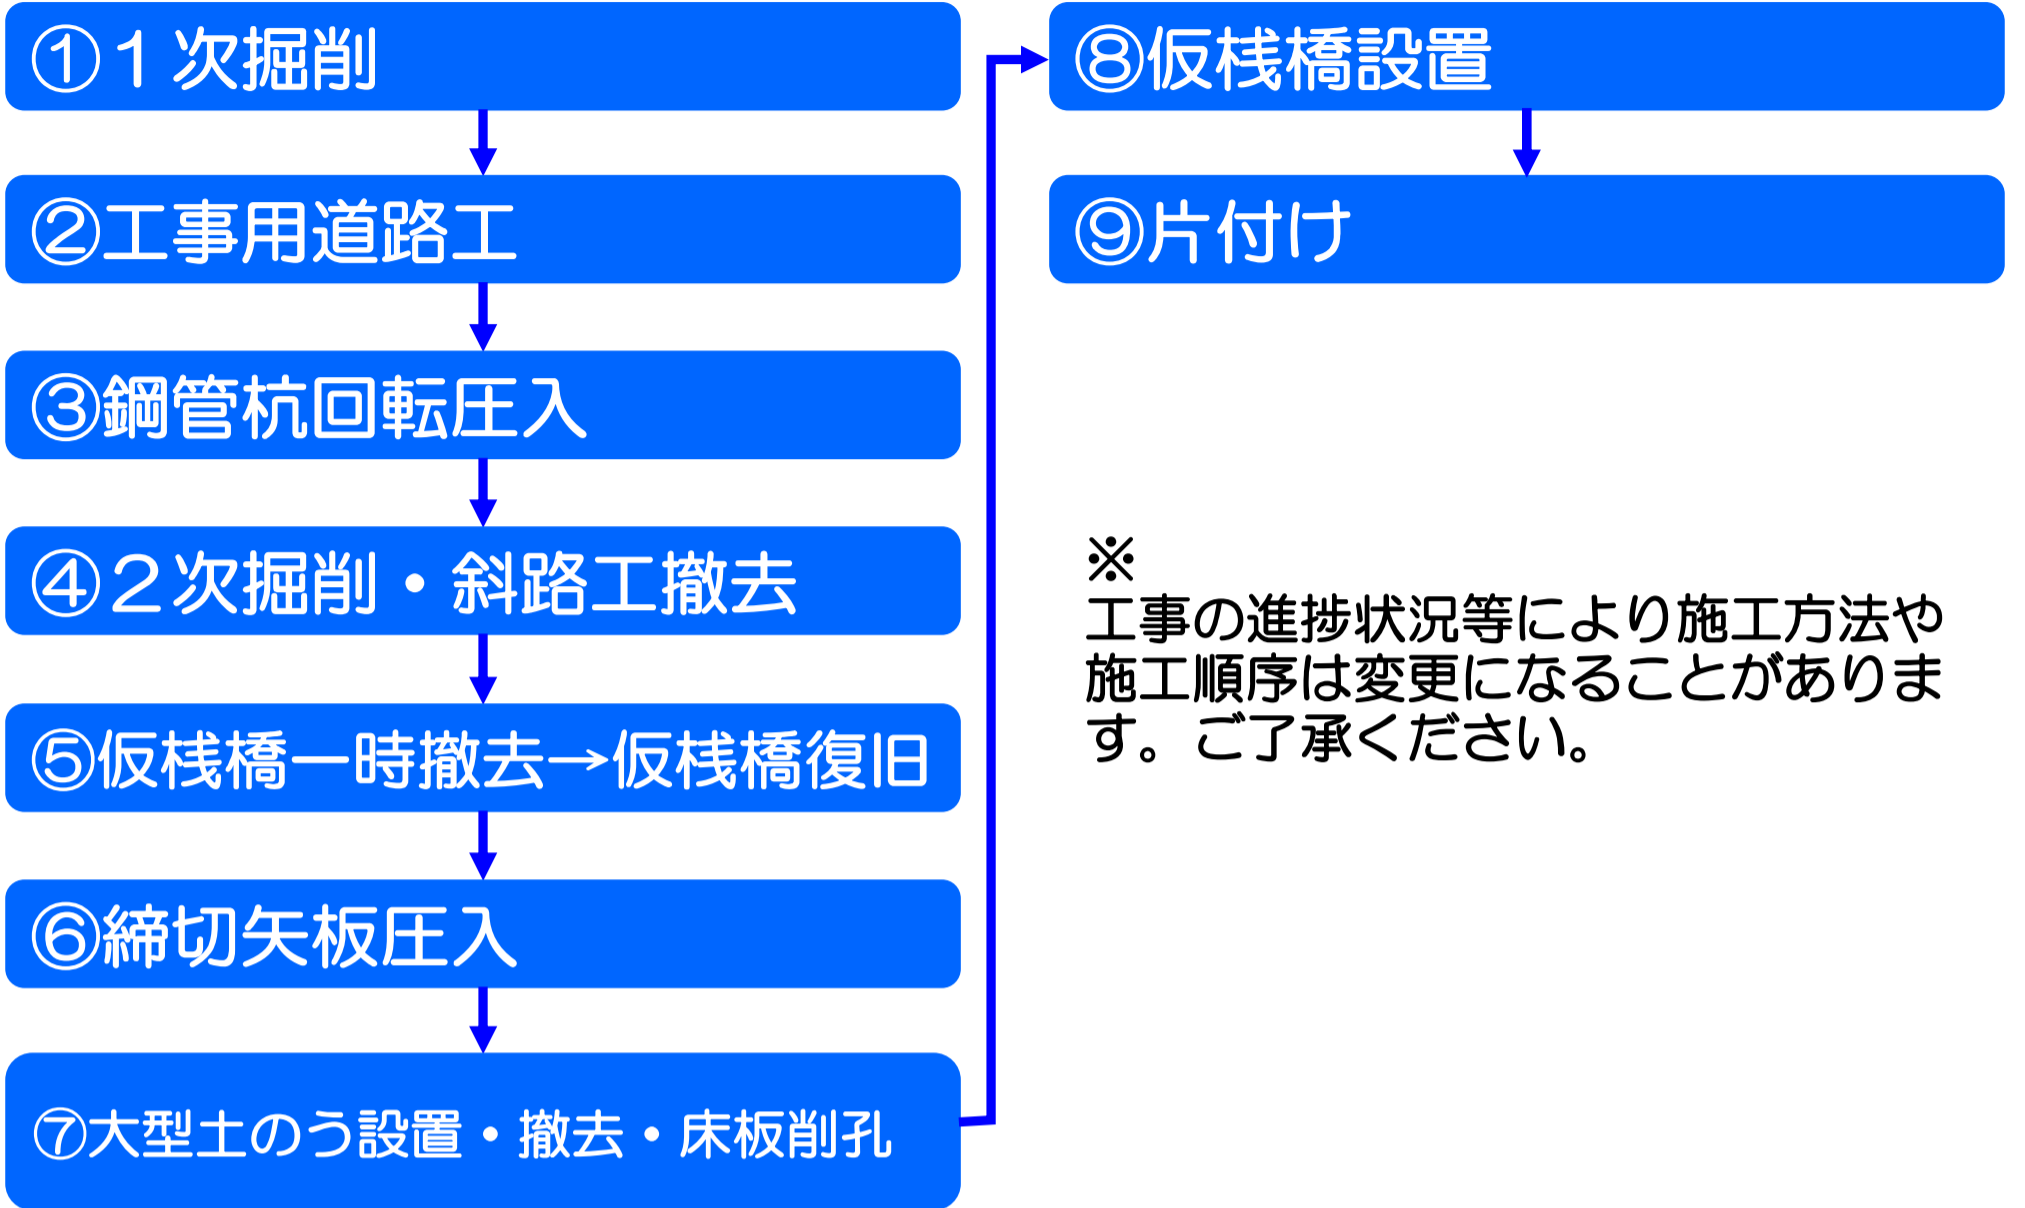 ①１次掘削
②工事用道路工
③鋼管杭回転圧入
④２次掘削・斜路工撤去
⑤仮桟橋一時撤去→仮桟橋復旧
⑥締切矢板圧入
⑦大型土のう設置・撤去・床板削孔
⑧仮桟橋設置
⑨片付け
※
工事の進捗状況等により施工方法や
施工順序は変更になることがありま
す。ご了承ください。